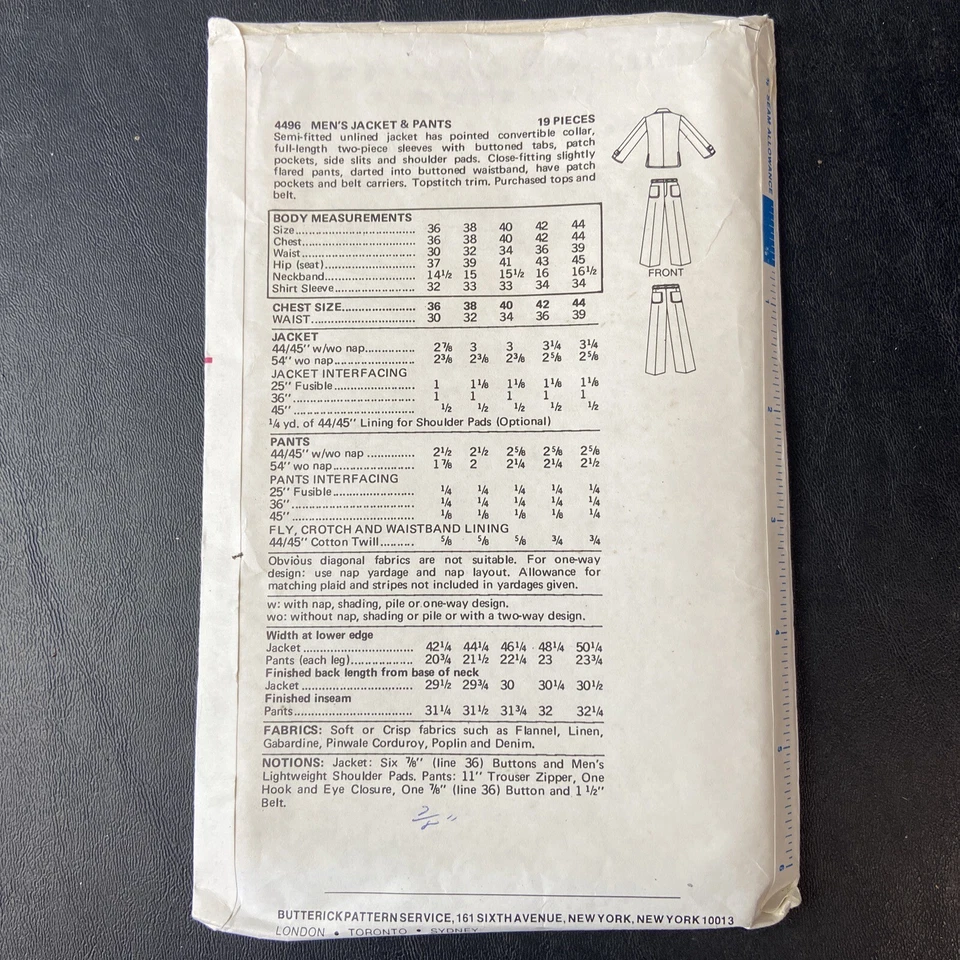 4496 MEN'S JACKET & PANTS 19 PIECES
Semi-fitted unlined jacket has pointed convertible collar,
full-length two-piece sleeves with buttoned tabs, patch
pockets, side slits and shoulder pads. Close-fitting slightly
flared pants, darted into buttoned waistband, have patch
pockets and belt carriers. Topstitch trim. Purchased tops and
belt.
BODY MEASUREMENTS
Size 36 38 40 42 44
Chest 36 38 40 42 44
Waist 30 32 34 36 39
Hip (seat) 37 39 41 43 45
Neckband 14½ 15 15½ 16 16½
Shirt Sleeve 32 33 33 34 34
CHEST SIZE 36 38 40 42 44
WAIST 30 32 34 36 39
JACKET
44/45" w/wo nap 2⅞ 3 3 3¼ 3¼
54" wo nap 2⅜ 2⅜ 2⅜ 2⅝ 2⅝
JACKET INTERFACING
25" Fusible 1 1⅛ 1⅛ 1⅛ 1⅛
36" 1 1 1 1 1
45" ½ ½ ½ ½ ½
¼ yd. of 44/45" Lining for Shoulder Pads (Optional)
PANTS
44/45" w/wo nap 2½ 2½ 2⅝ 2⅝ 2⅝
54" wo nap 1⅞ 2 2¼ 2¼ 2½
PANTS INTERFACING
25" Fusible ¼ ¼ ¼ ¼ ¼
36" ¼ ¼ ¼ ¼ ¼
45" ⅛ ⅛ ⅛ ⅛ ¼
FLY, CROTCH AND WAISTBAND LINING
44/45" Cotton Twill ⅝ ⅝ ⅝ ¾ ¾
Obvious diagonal fabrics are not suitable. For one-way
design: use nap yardage and nap layout. Allowance for
matching plaid and stripes not included in yardages given.
w: with nap, shading, pile or one-way design.
wo: without nap, shading or pile or with a two-way design.
Width at lower edge
Jacket 42¼ 44¼ 46¼ 48¼ 50¼
Pants (each leg) 20¾ 21½ 22¼ 23 23¾
Finished back length from base of neck
Jacket 29½ 29¾ 30 30¼ 30½
Finished inseam
Pants 31¼ 31½ 31¾ 32 32¼
FABRICS: Soft or Crisp fabrics such as Flannel, Linen,
Gabardine, Pinwale Corduroy, Poplin and Denim.
NOTIONS: Jacket: Six ⅞" (line 36) Buttons and Men's
Lightweight Shoulder Pads. Pants: 11" Trouser Zipper, One
Hook and Eye Closure, One ⅞" (line 36) Button and 1 ½"
Belt.
BUTTERICK PATTERN SERVICE, 161 SIXTH AVENUE, NEW YORK, NEW YORK 10013
LONDON • TORONTO • SYDNEY
FRONT
SEAM ALLOWANCE
⅝
1
2
3
4
5
6